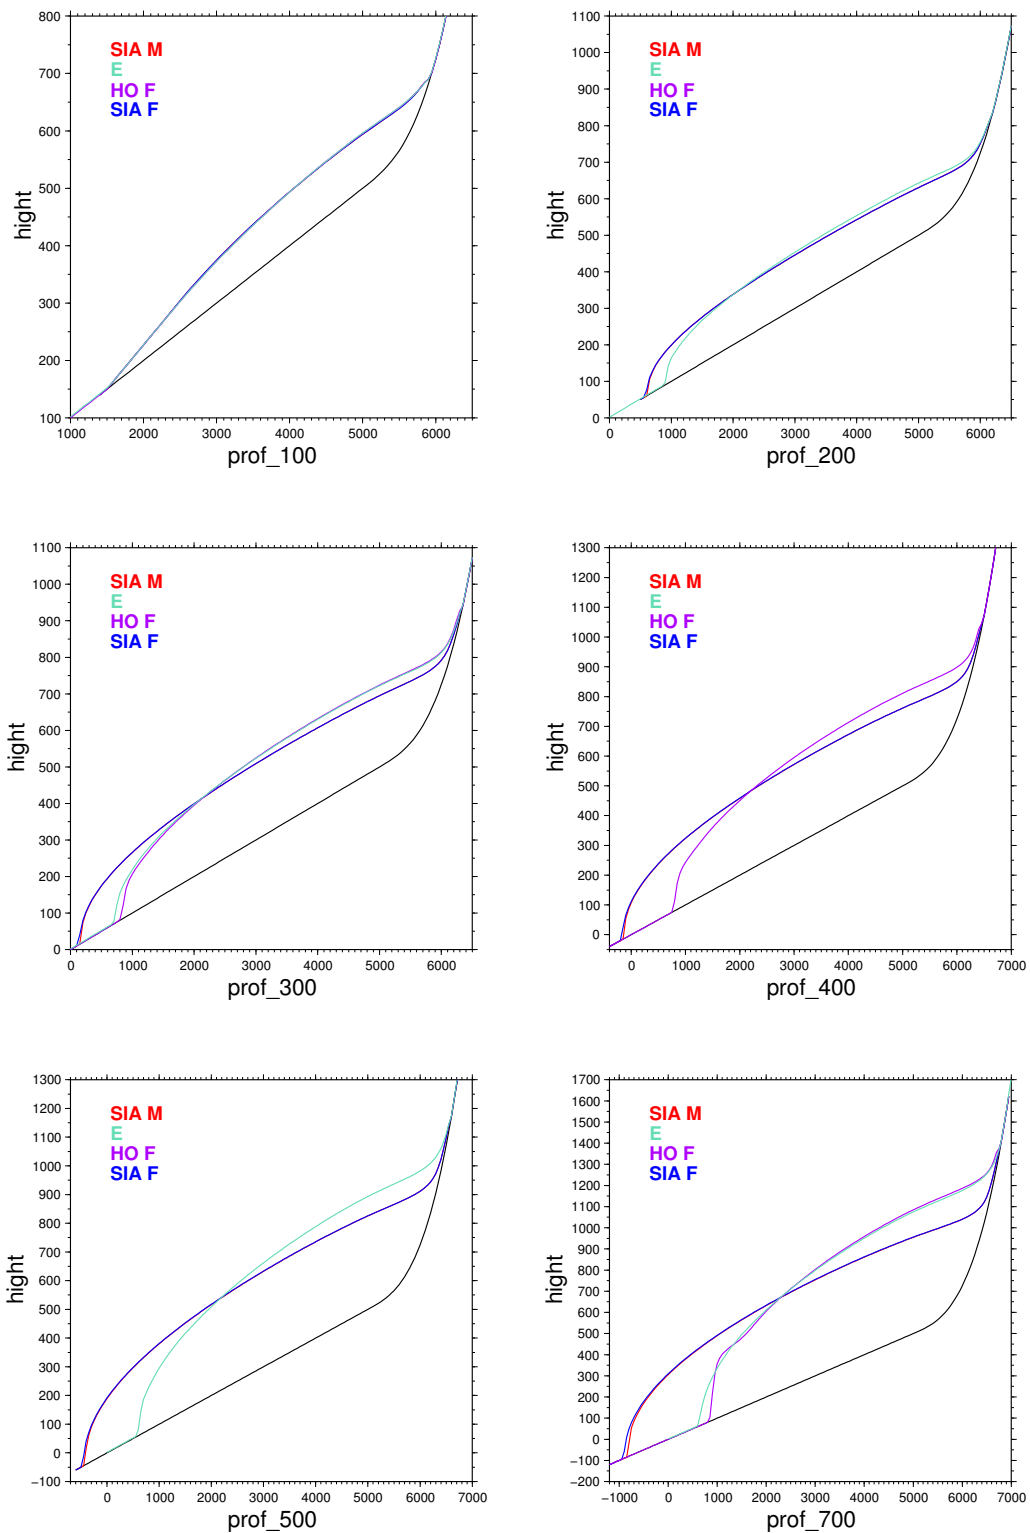 800
700
600
500
400
300
200
100
SIA M
E
HO F
SIA F
hight
1000 2000 3000 4000 5000 6000
prof_100
1100
1000
900
800
700
600
500
400
300
200
100
0
SIA M
E
HO F
SIA F
hight
0 1000 2000 3000 4000 5000 6000
prof_200
1100
1000
900
800
700
600
500
400
300
200
100
0
SIA M
E
HO F
SIA F
hight
0 1000 2000 3000 4000 5000 6000
prof_300
1300
1200
1100
1000
900
800
700
600
500
400
300
200
100
0
SIA M
E
HO F
SIA F
hight
0 1000 2000 3000 4000 5000 6000 7000
prof_400
1300
1200
1100
1000
900
800
700
600
500
400
300
200
100
0
−100
SIA M
E
HO F
SIA F
hight
0 1000 2000 3000 4000 5000 6000 7000
prof_500
1700
1600
1500
1400
1300
1200
1100
1000
900
800
700
600
500
400
300
200
100
0
−100
−200
SIA M
E
HO F
SIA F
hight
−1000 0 1000 2000 3000 4000 5000 6000 7000
prof_700